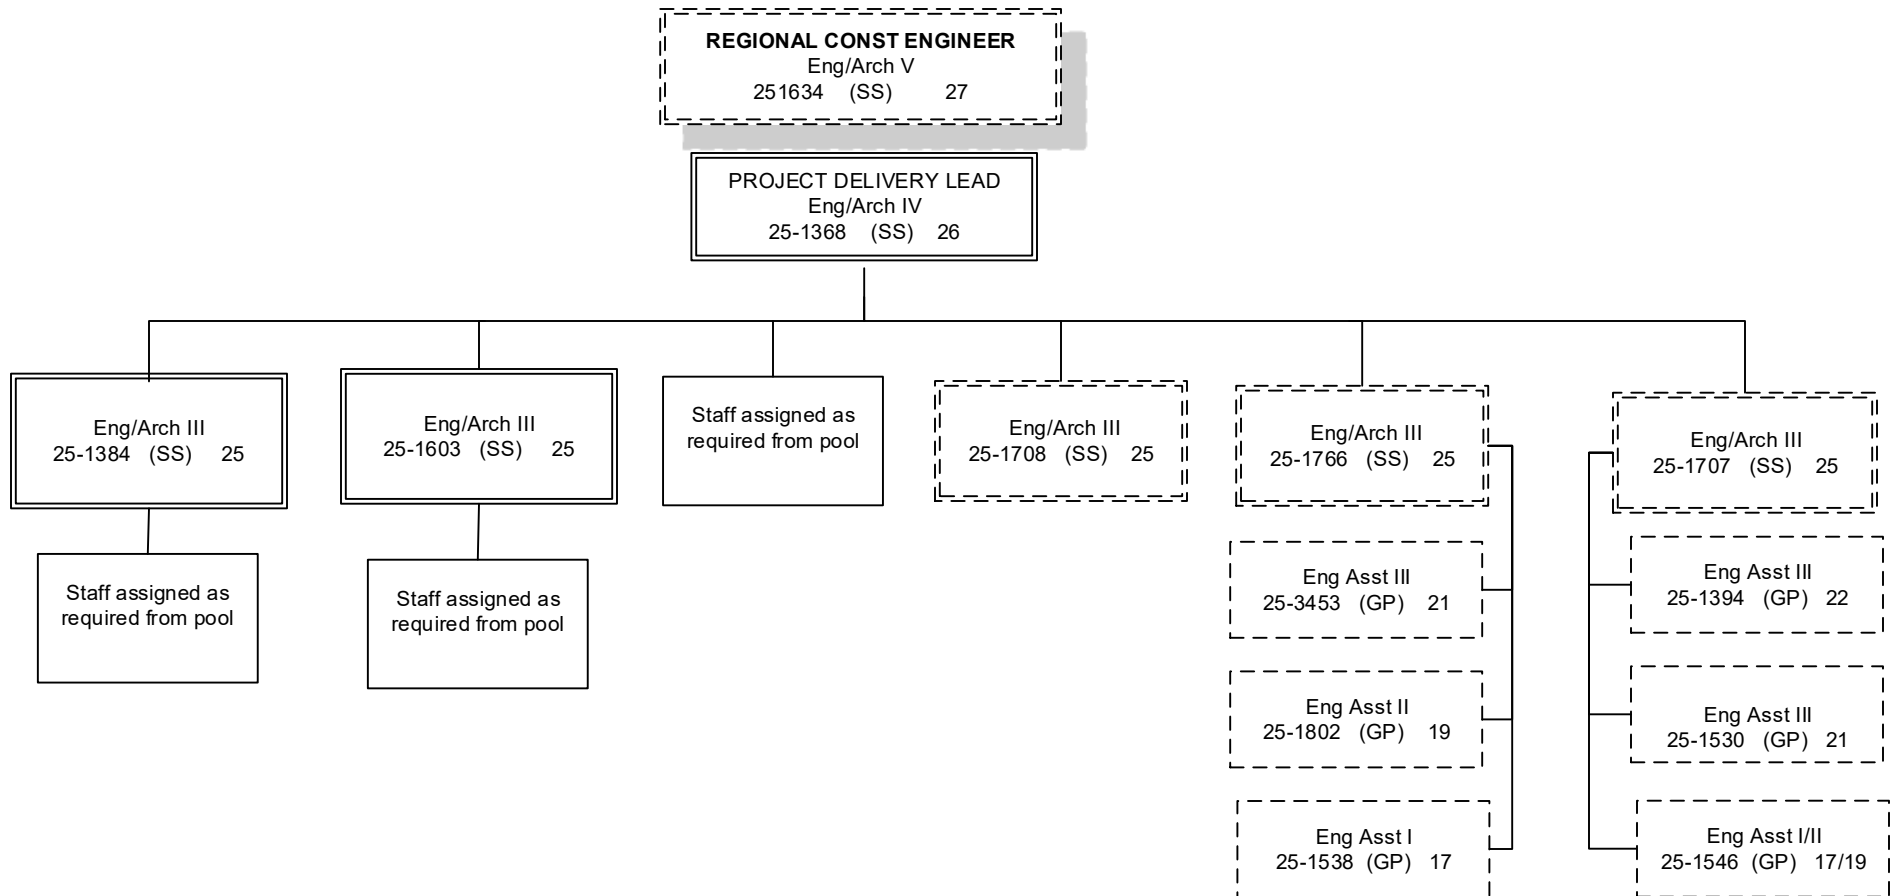 REGIONAL CONST ENGINEER
Eng/Arch V
251634 (SS) 27
PROJECT DELIVERY LEAD
Eng/Arch IV
25-1368 (SS) 26
Eng/Arch III
25-1384 (SS) 25
Eng/Arch III
25-1603 (SS) 25
Staff assigned as
required from pool
Eng/Arch III
25-1708 (SS) 25
Eng/Arch III
25-1766 (SS) 25
Eng/Arch III
25-1707 (SS) 25
Staff assigned as
required from pool
Staff assigned as
required from pool
Eng Asst III
25-3453 (GP) 21
Eng Asst III
25-1394 (GP) 22
Eng Asst II
25-1802 (GP) 19
Eng Asst III
25-1530 (GP) 21
Eng Asst I
25-1538 (GP) 17
Eng Asst I/II
25-1546 (GP) 17/19